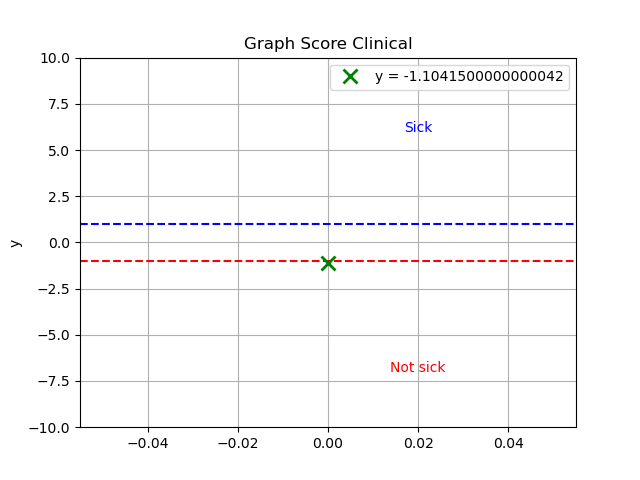 Graph Score Clinical
y = -1.1041500000000042
Sick
Not sick
y
10.0
7.5
5.0
2.5
0.0
−2.5
−5.0
−7.5
−10.0
−0.04 −0.02 0.00 0.02 0.04